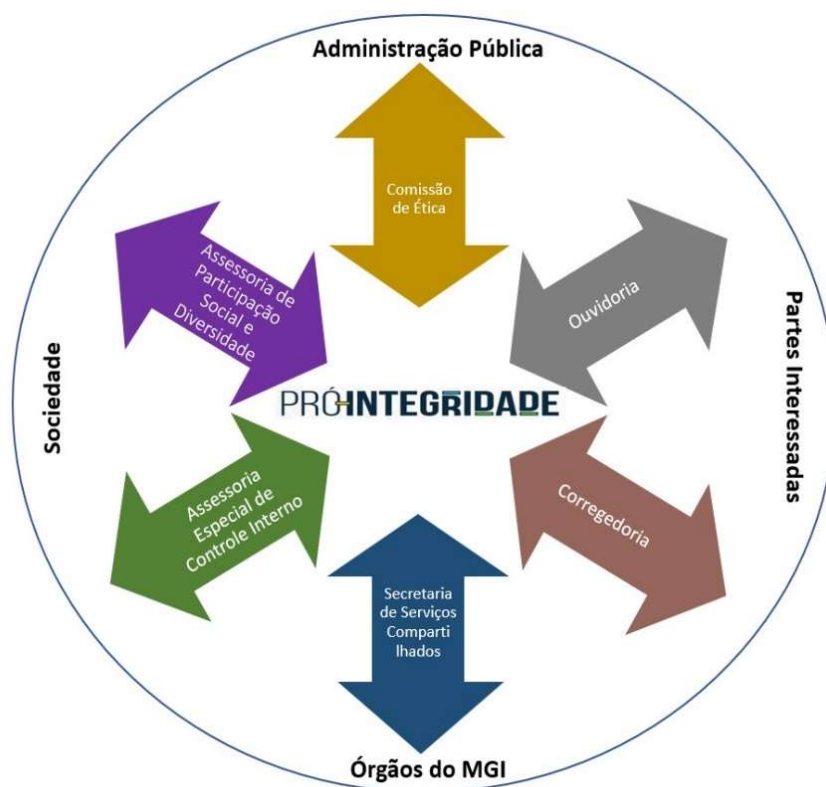 Administração Pública
Comissão
de Ética
Assessoria de
Participação
Social e
Diversidade
Ouvidoria
Sociedade
PRÓ-INTEGRIDADE
Partes Interessadas
Assessoria
Especial de
Controle Interno
Corregedoria
Secretaria
de Serviços
Comparti
lhados
Órgãos do MGI